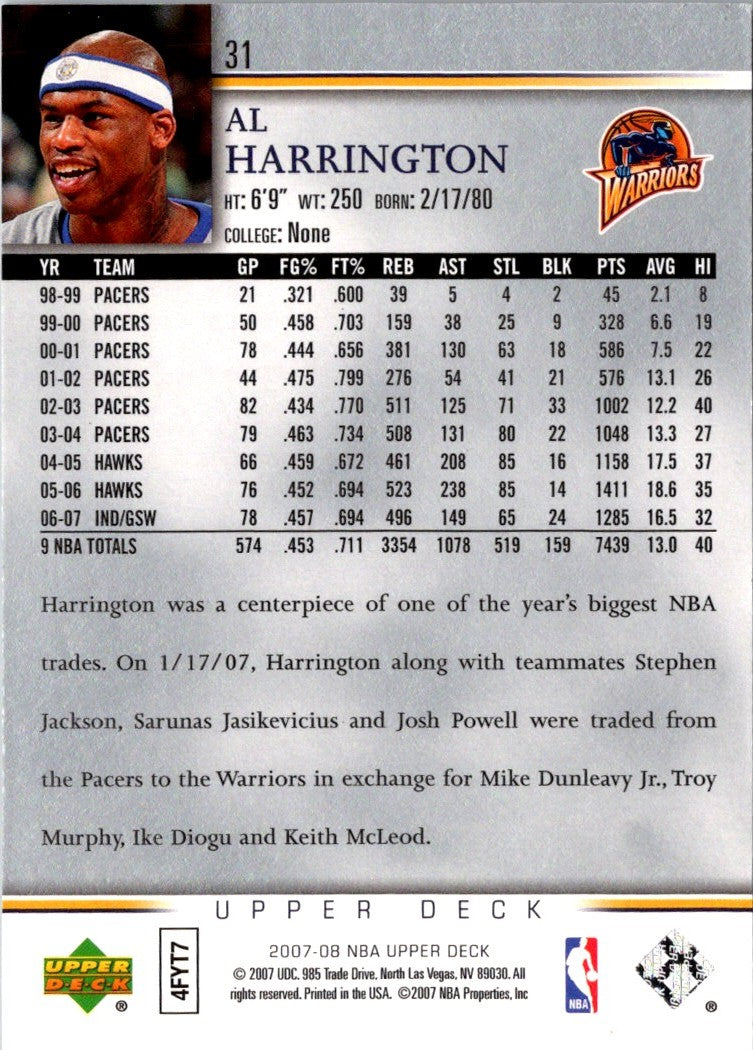 31
AL
HARRINGTON
HT: 6'9" WT: 250 BORN: 2/17/80
COLLEGE: None
WARRIORS
YR TEAM GP FG% FT% REB AST STL BLK PTS AVG HI
98-99 PACERS 21 .321 .600 39 5 4 2 45 2.1 8
99-00 PACERS 50 .458 .703 159 38 25 9 328 6.6 19
00-01 PACERS 78 .444 .656 381 130 63 18 586 7.5 22
01-02 PACERS 44 .475 .799 276 54 41 21 576 13.1 26
02-03 PACERS 82 .434 .770 511 125 71 33 1002 12.2 40
03-04 PACERS 79 .463 .734 508 131 80 22 1048 13.3 27
04-05 HAWKS 66 .459 .672 461 208 85 16 1158 17.5 37
05-06 HAWKS 76 .452 .694 523 238 85 14 1411 18.6 35
06-07 IND/GSW 78 .457 .694 496 149 65 24 1285 16.5 32
9 NBA TOTALS 574 .453 .711 3354 1078 519 159 7439 13.0 40
Harrington was a centerpiece of one of the year's biggest NBA
trades. On 1/17/07, Harrington along with teammates Stephen
Jackson, Sarunas Jasikevicius and Josh Powell were traded from
the Pacers to the Warriors in exchange for Mike Dunleavy Jr., Troy
Murphy, Ike Diogu and Keith McLeod.
UPPER DECK
UPPER
D·E·C·K
®
4FYT7
2007-08 NBA UPPER DECK
© 2007 UDC. 985 Trade Drive. North Las Vegas, NV 89030. All
rights reserved. Printed in the USA. ©2007 NBA Properties, Inc
NBA
®